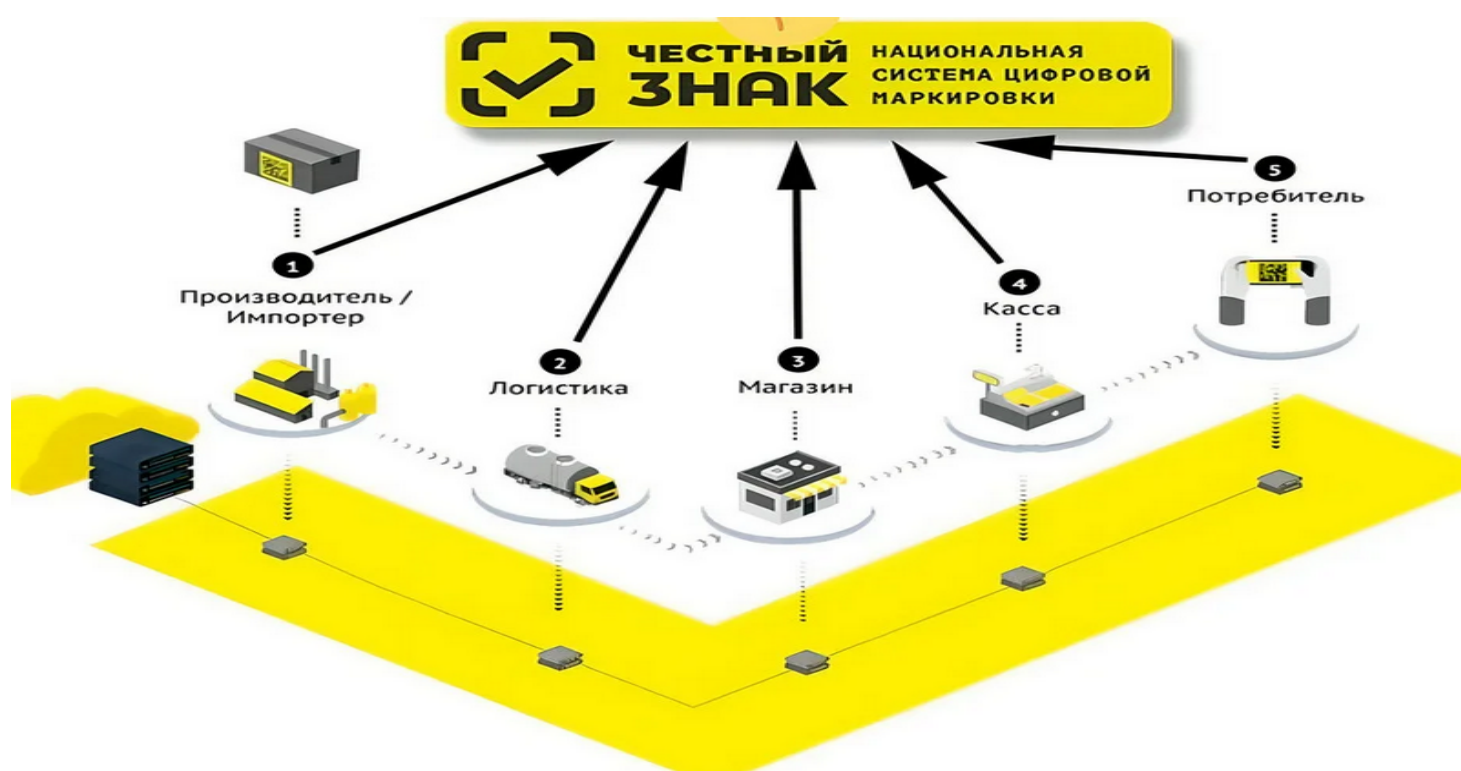 ЧЕСТНЫЙ
ЗНАК
НАЦИОНАЛЬНАЯ
СИСТЕМА ЦИФРОВОЙ
МАРКИРОВКИ
1
Производитель /
Импортер
2
Логистика
3
Магазин
4
Касса
5
Потребитель